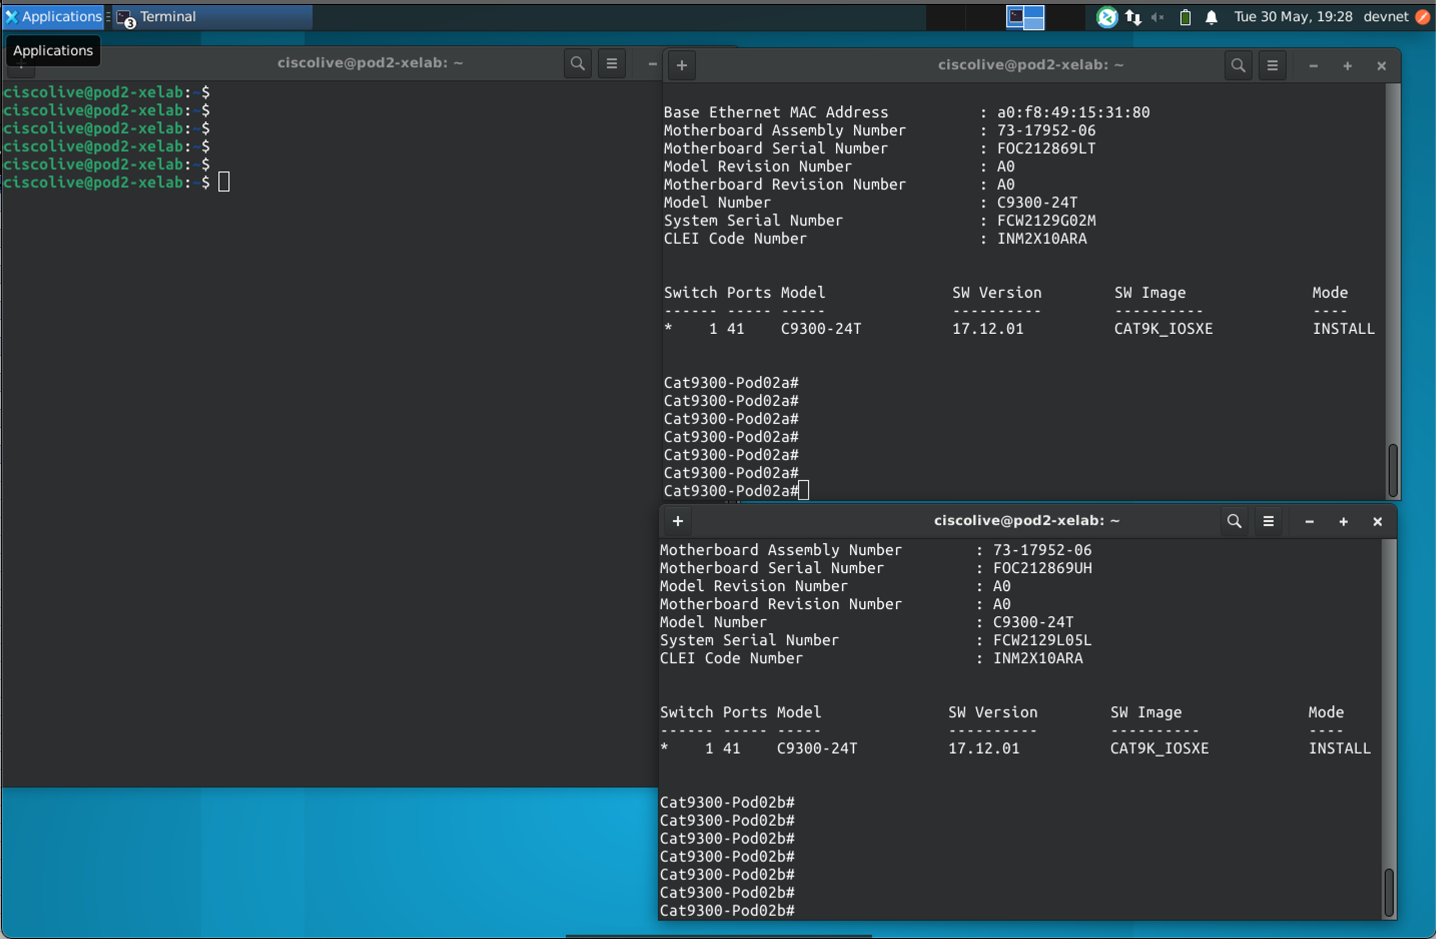 Applications
3
Terminal
Tue 30 May, 19:28
devnet
Applications
ciscolive@pod2-xelab: ~
ciscolive@pod2-xelab:~$
ciscolive@pod2-xelab:~$
ciscolive@pod2-xelab:~$
ciscolive@pod2-xelab:~$
ciscolive@pod2-xelab:~$
ciscolive@pod2-xelab:~$
ciscolive@pod2-xelab: ~
Base Ethernet MAC Address          : a0:f8:49:15:31:80
Motherboard Assembly Number        : 73-17952-06
Motherboard Serial Number          : FOC212869LT
Model Revision Number              : A0
Motherboard Revision Number        : A0
Model Number                       : C9300-24T
System Serial Number               : FCW2129G02M
CLEI Code Number                   : INM2X10ARA
Switch Ports Model              SW Version        SW Image              Mode
------ ----- -----              ----------        ----------            ----
*    1 41    C9300-24T          17.12.01          CAT9K_IOSXE           INSTALL
Cat9300-Pod02a#
Cat9300-Pod02a#
Cat9300-Pod02a#
Cat9300-Pod02a#
Cat9300-Pod02a#
Cat9300-Pod02a#
Cat9300-Pod02a#
ciscolive@pod2-xelab: ~
Motherboard Assembly Number        : 73-17952-06
Motherboard Serial Number          : FOC212869UH
Model Revision Number              : A0
Motherboard Revision Number        : A0
Model Number                       : C9300-24T
System Serial Number               : FCW2129L05L
CLEI Code Number                   : INM2X10ARA
Switch Ports Model              SW Version        SW Image              Mode
------ ----- -----              ----------        ----------            ----
*    1 41    C9300-24T          17.12.01          CAT9K_IOSXE           INSTALL
Cat9300-Pod02b#
Cat9300-Pod02b#
Cat9300-Pod02b#
Cat9300-Pod02b#
Cat9300-Pod02b#
Cat9300-Pod02b#
Cat9300-Pod02b#